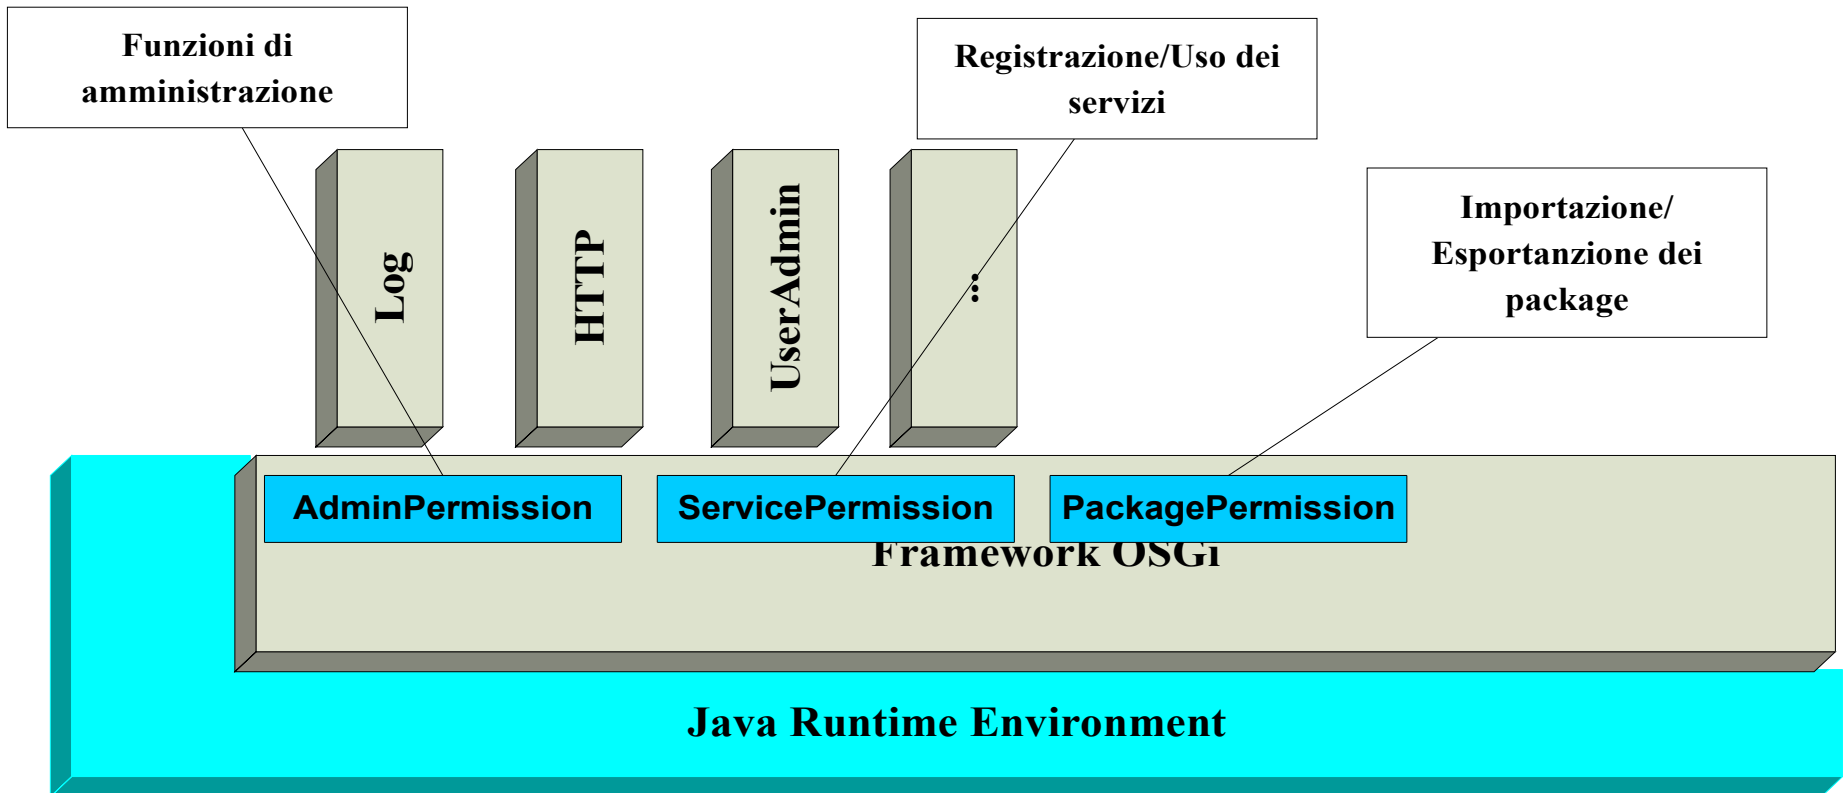 Funzioni di
amministrazione
Registrazione/Uso dei
servizi
Importazione/
Esportanzione dei
package
Log
HTTP
UserAdmin
...
AdminPermission
ServicePermission
PackagePermission
Framework OSGi
Java Runtime Environment